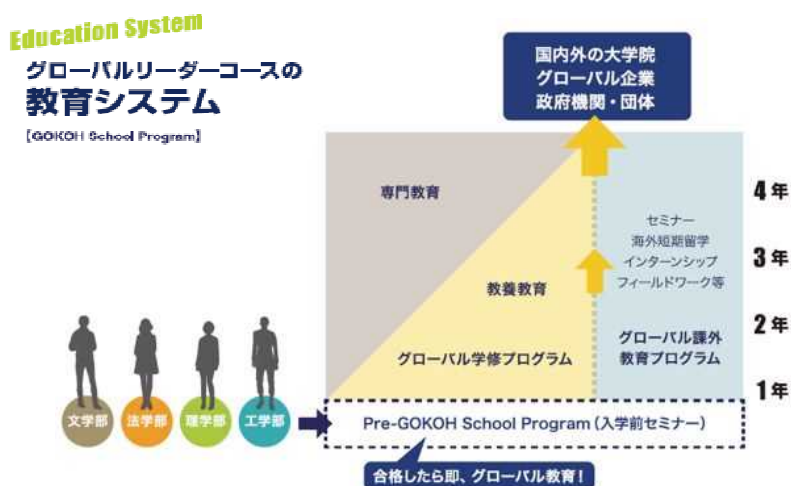 Education System
グローバルリーダーコースの
教育システム
【GOKOH School Program】
国内外の大学院
グローバル企業
政府機関・団体
専門教育
4年
セミナー
海外短期留学
インターンシップ
フィールドワーク等
3年
教養教育
2年
グローバル学修プログラム
グローバル課外
教育プログラム
1年
文学部
法学部
理学部
工学部
Pre-GOKOH School Program(入学前セミナー)
合格したら即、グローバル教育!